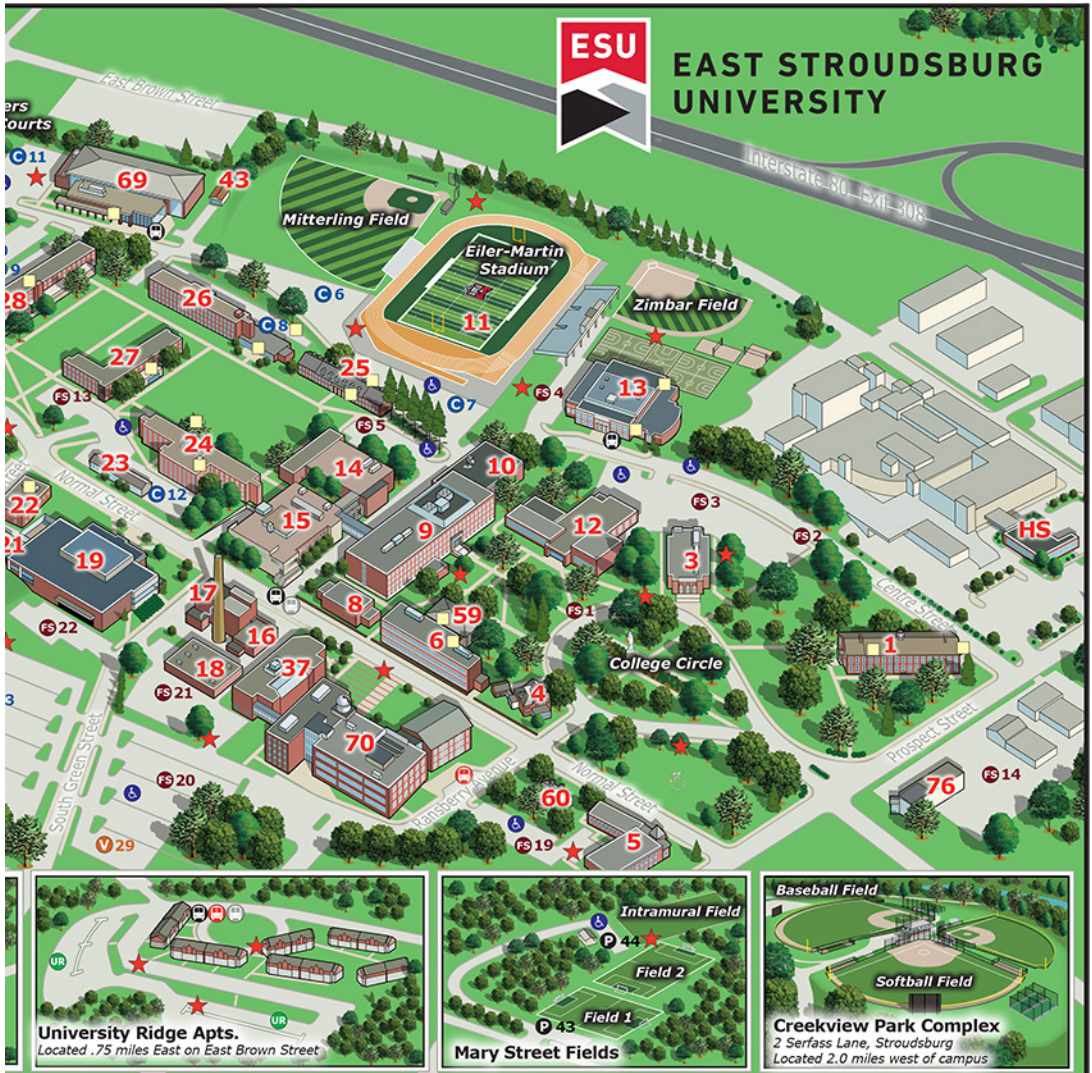 ESU
EAST STROUDSBURG
UNIVERSITY
East Brown Street
ers
Courts
Interstate 80, Exit 308
C 11
69
43
Mitterling Field
Eiler-Martin
Stadium
9
28
26
C 6
C 8
11
Zimbar Field
27
25
FS 13
C 7
FS 4
13
FS 5
24
23
14
10
C 12
Normal Street
22
21
19
15
9
12
FS 3
FS 2
3
HS
17
8
59
FS 1
Centre Street
FS 22
16
6
1
18
37
College Circle
FS 21
4
3
70
Prospect Street
South Green Street
FS 20
Ransberry Avenue
Normal Street
60
76
FS 14
V 29
FS 19
5
UR
UR
University Ridge Apts.
Located .75 miles East on East Brown Street
Intramural Field
P 44
Field 2
Field 1
P 43
Mary Street Fields
Baseball Field
Softball Field
Creekview Park Complex
2 Serfass Lane, Stroudsburg
Located 2.0 miles west of campus